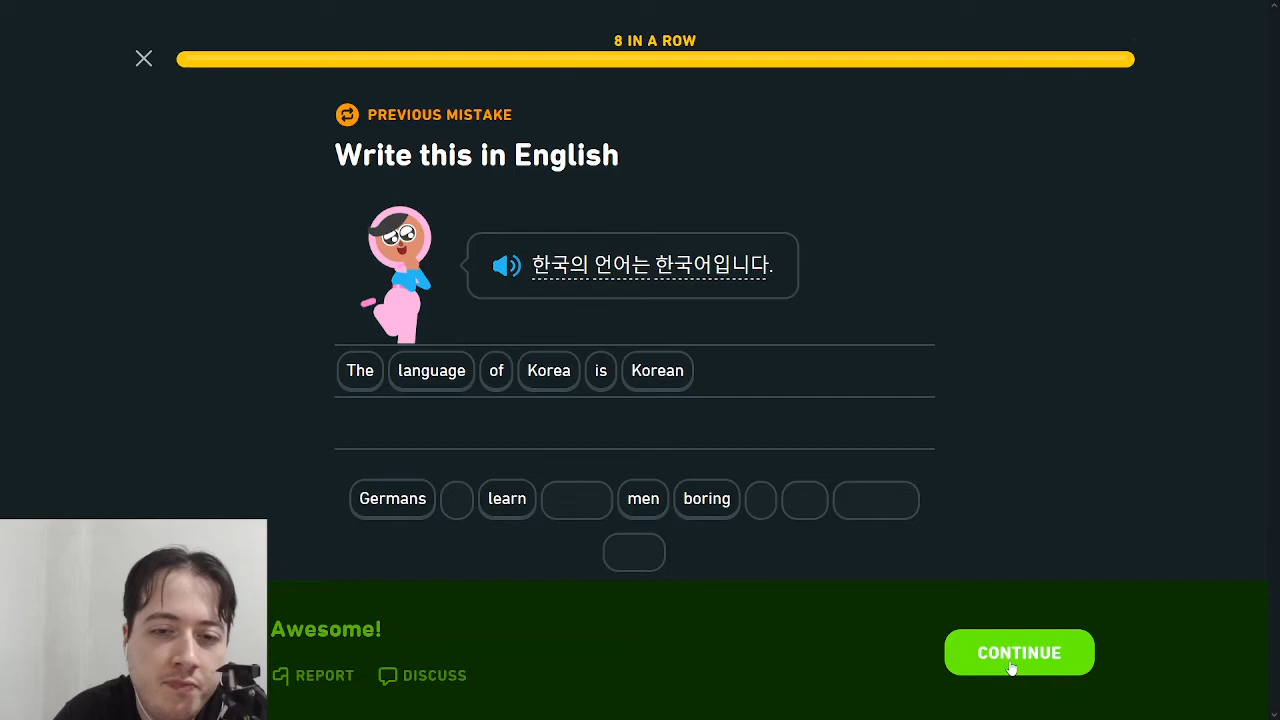 8 IN A ROW
PREVIOUS MISTAKE
Write this in English
한국의 언어는 한국어입니다.
The language of Korea is Korean
Germans learn men boring
Awesome!
CONTINUE
REPORT DISCUSS